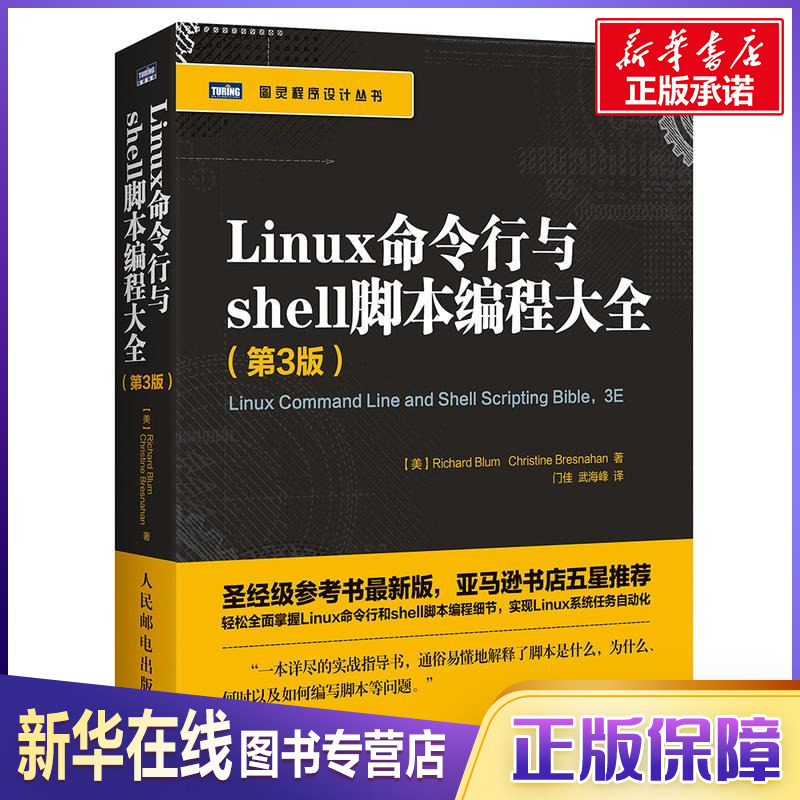 新华书店
正版承诺
TURING
图灵教育
图灵程序设计丛书
Linux命令行与
shell脚本编程大全
(第3版)
Linux Command Line and Shell Scripting Bible, 3E
【美】Richard Blum Christine Bresnahan 著
门佳 武海峰 译
圣经级参考书最新版，亚马逊书店五星推荐
轻松全面掌握Linux命令行和shell脚本编程细节，实现Linux系统任务自动化
“一本详尽的实战指导书，通俗易懂地解释了脚本是什么，为什么、
何时以及如何编写脚本等问题。”
TURING
Linux命令行与
shell脚本编程大全
(第3版)
【美】Richard Blum
Christine Bresnahan 著
人民邮电出版
新华在线图书专营店
正版保障